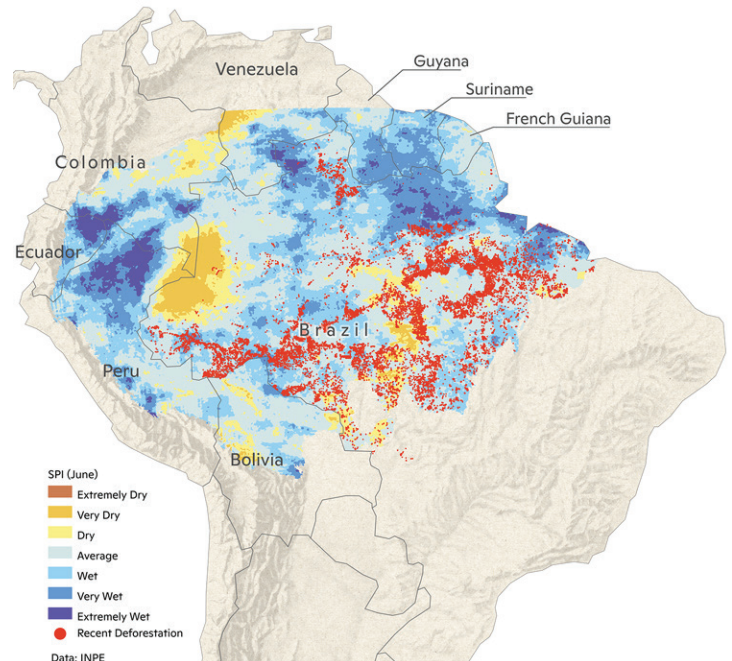 Venezuela
Guyana
Suriname
French Guiana
Colombia
Ecuador
Brazil
Peru
Bolivia
SPI (June)
Extremely Dry
Very Dry
Dry
Average
Wet
Very Wet
Extremely Wet
Recent Deforestation
Data: INPE